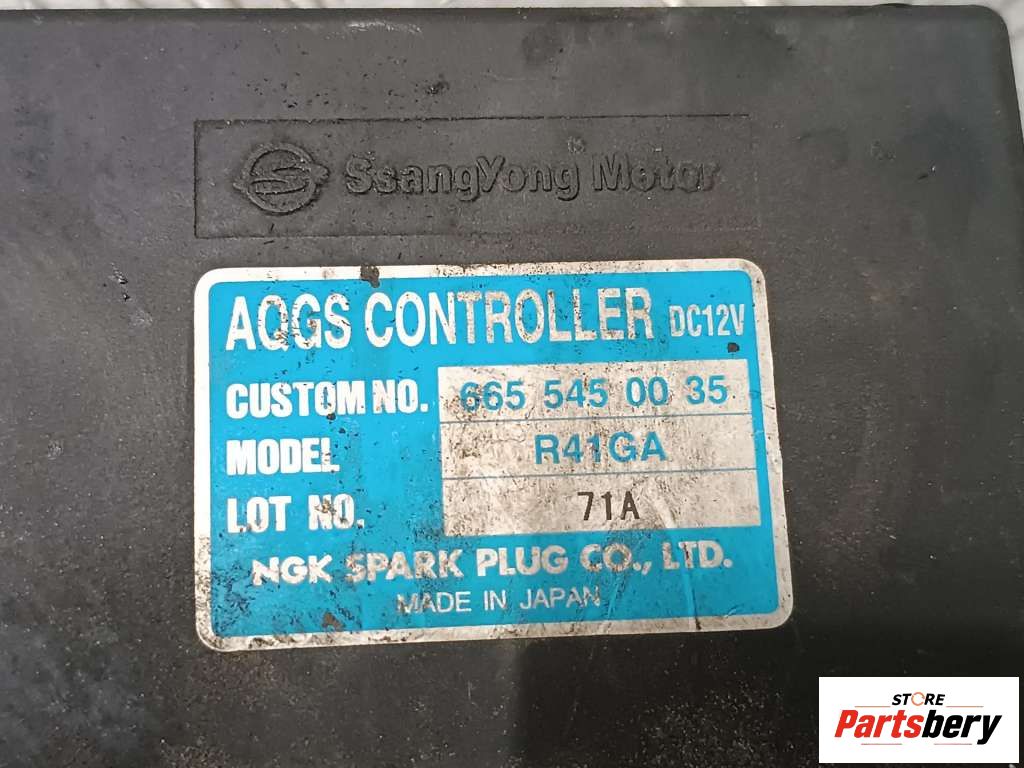 SsangYong Motor
AQGS CONTROLLER DC12V
CUSTOM NO. 665 545 00 35
MODEL R41GA
LOT NO. 71A
NGK SPARK PLUG CO., LTD.
MADE IN JAPAN
STORE
Partsbery